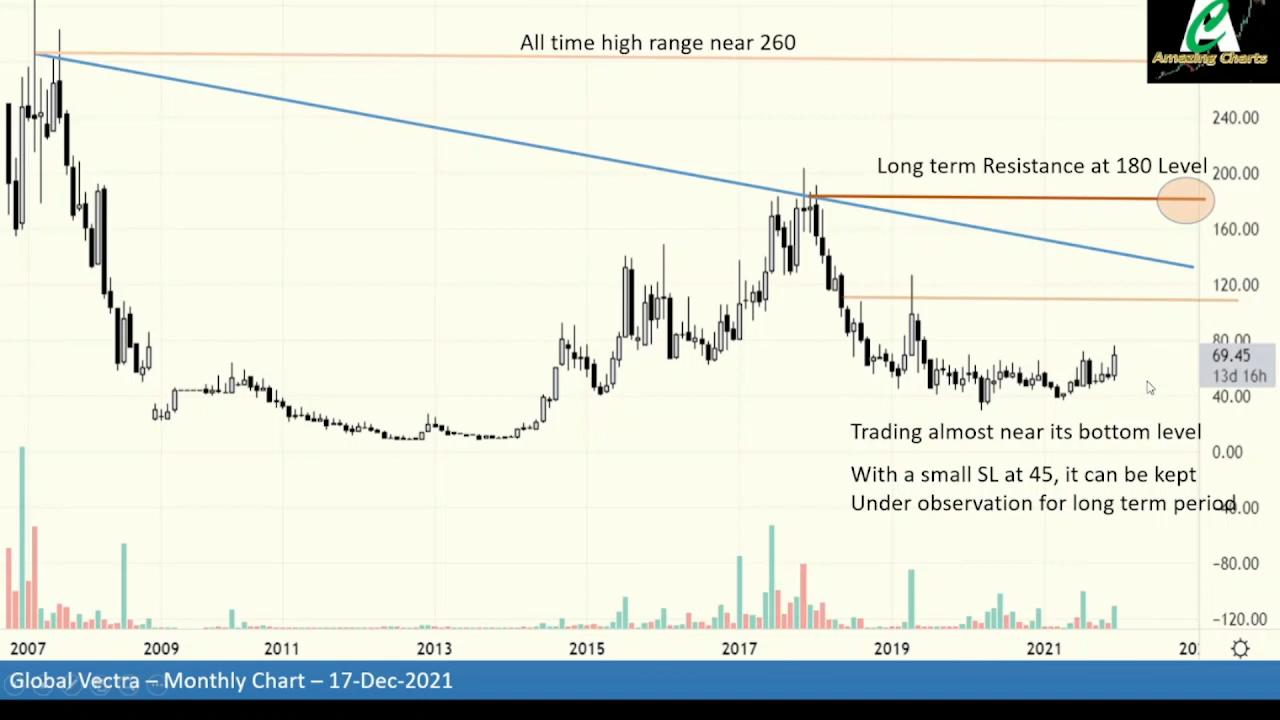 All time high range near 260
Amazing Charts
240.00
Long term Resistance at 180 Level
200.00
160.00
120.00
80.00
69.45
13d 16h
40.00
Trading almost near its bottom level
0.00
With a small SL at 45, it can be kept
Under observation for long term period
-80.00
-120.00
2007 2009 2011 2013 2015 2017 2019 2021
Global Vectra – Monthly Chart – 17-Dec-2021